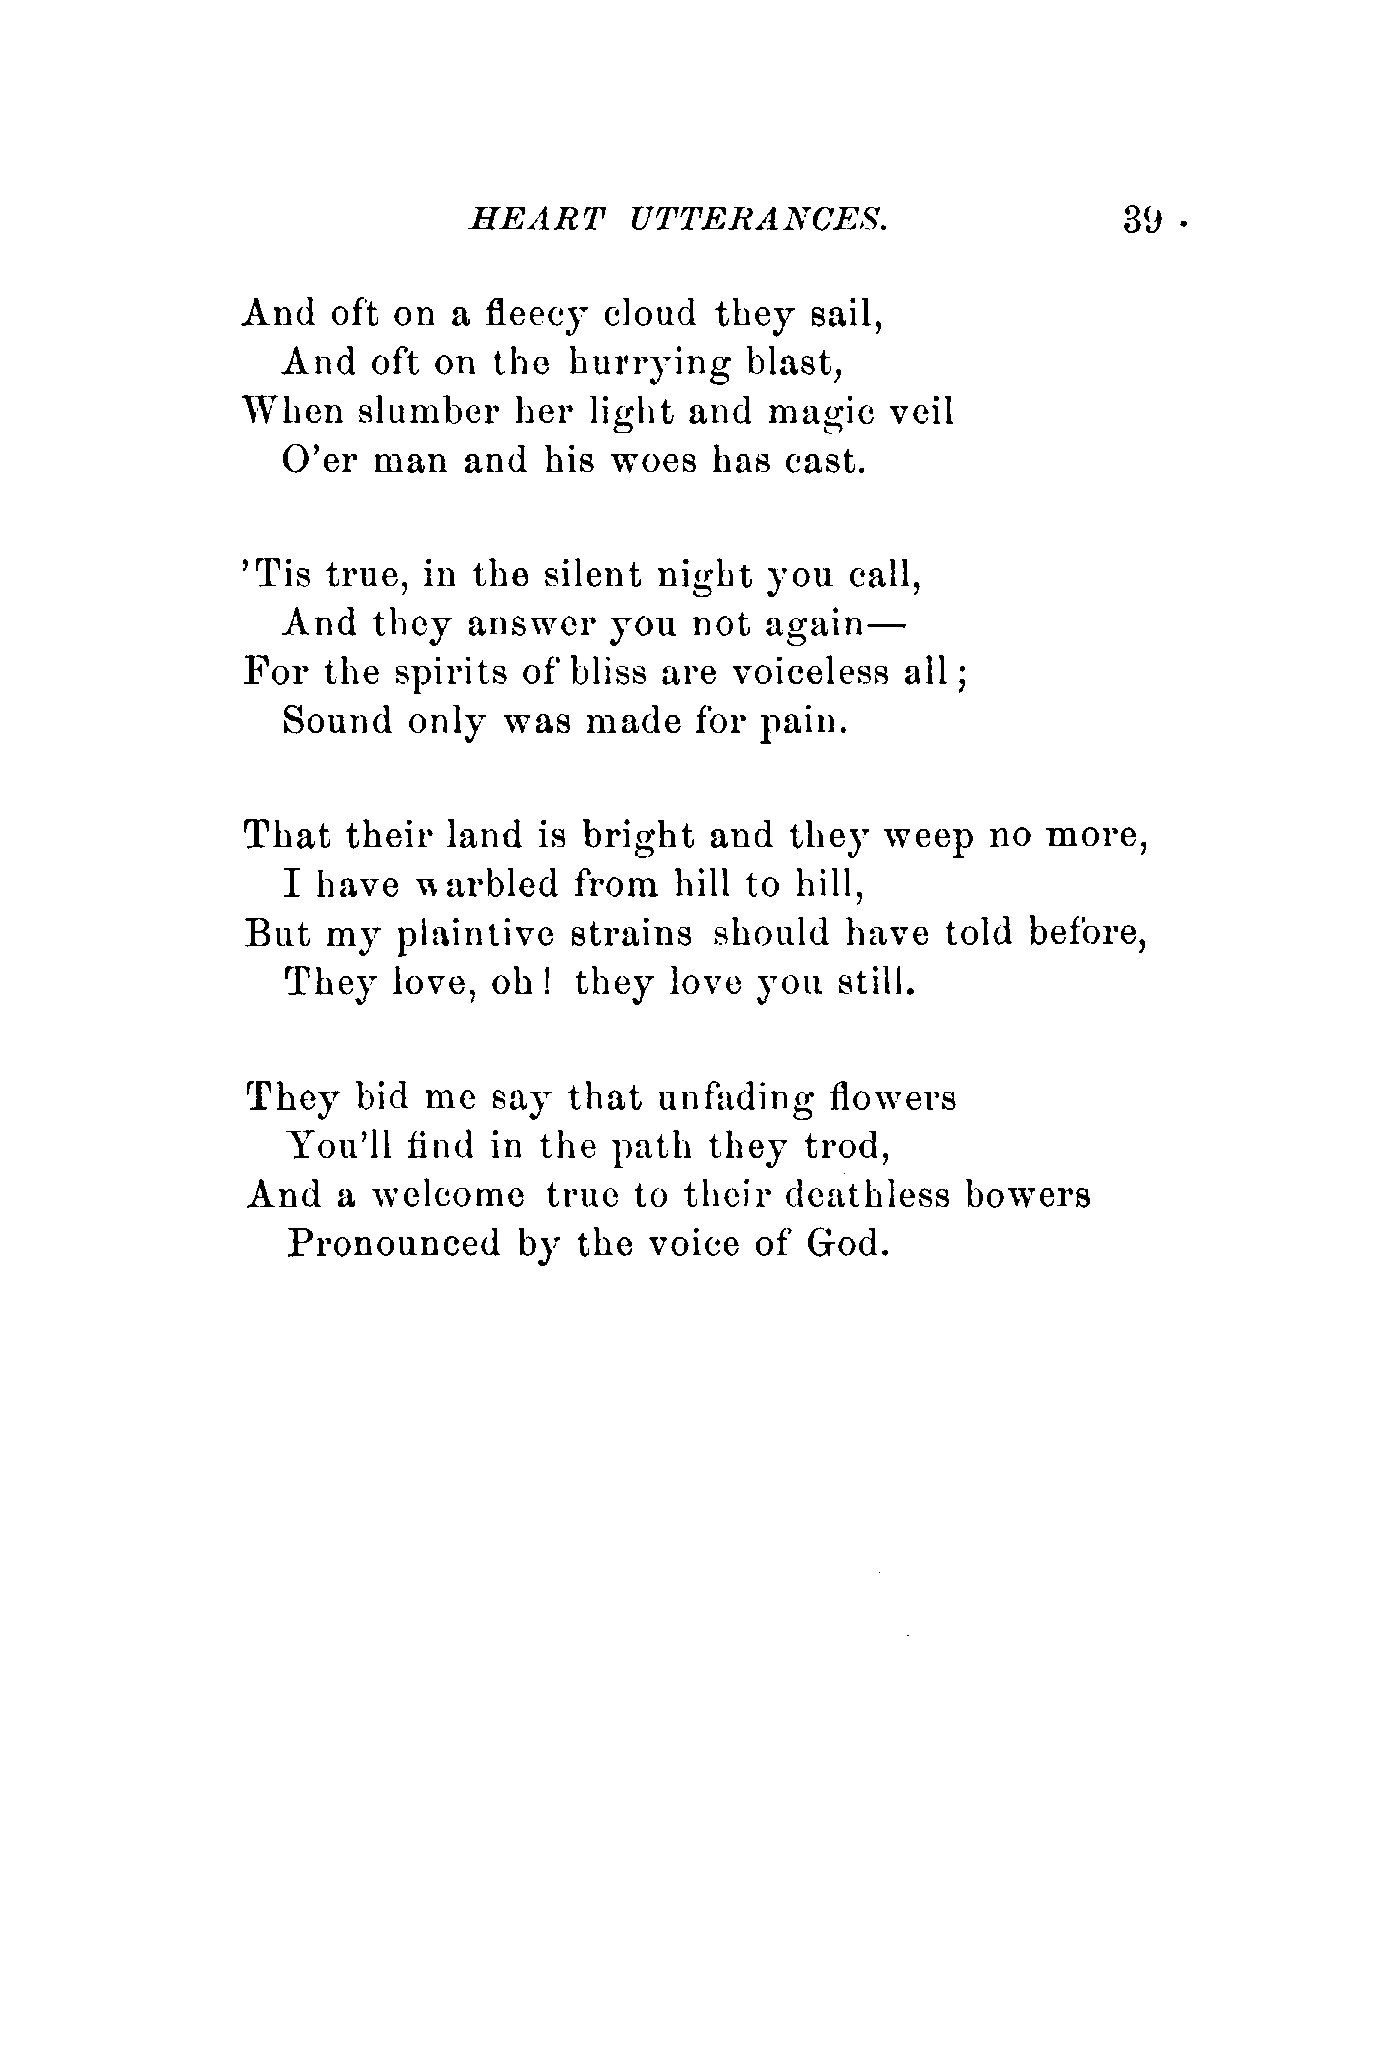 HEART UTTERANCES. 39
And oft on a fleecy cloud they sail,
And oft on the hurrying blast,
When slumber her light and magic veil
O'er man and his woes has cast.
'Tis true, in the silent night you call,
And they answer you not again—
For the spirits of bliss are voiceless all;
Sound only was made for pain.
That their land is bright and they weep no more,
I have warbled from hill to hill,
But my plaintive strains should have told before,
They love, oh! they love you still.
They bid me say that unfading flowers
You'll find in the path they trod,
And a welcome true to their deathless bowers
Pronounced by the voice of God.